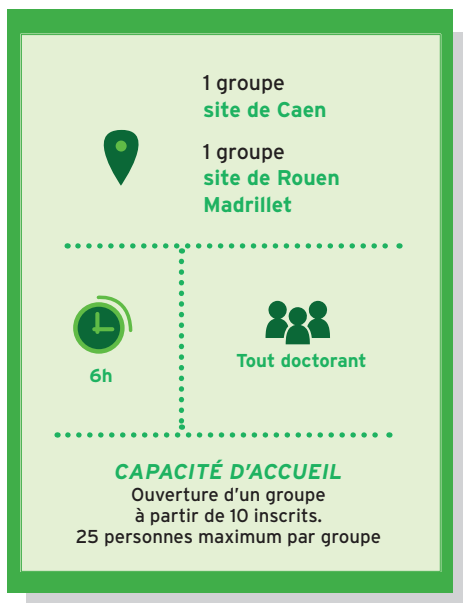 1 groupe
site de Caen
1 groupe
site de Rouen
Madrillet
6h
Tout doctorant
CAPACITÉ D’ACCUEIL
Ouverture d’un groupe
à partir de 10 inscrits.
25 personnes maximum par groupe